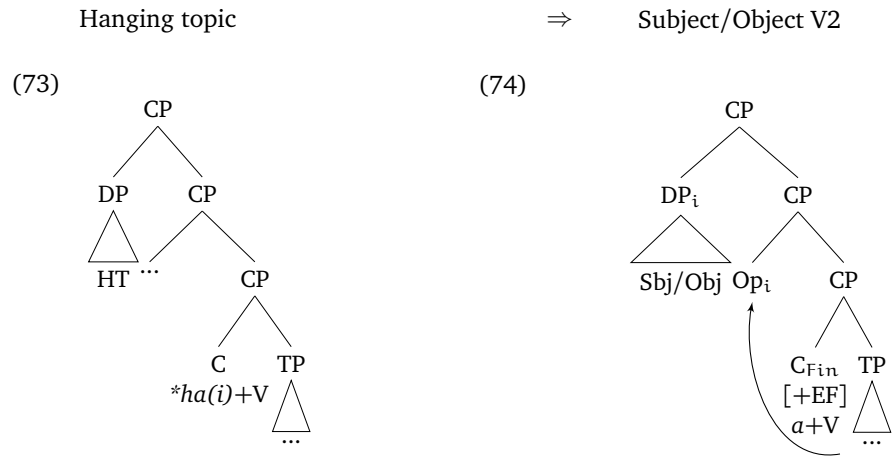 Hanging topic ⇒ Subject/Object V2
(73) (74)
CP CP
DP CP DPi CP
HT ... CP Sbj/Obj Opi CP
C TP CFin TP
*ha(i)+V [+EF]
a+V
... ...